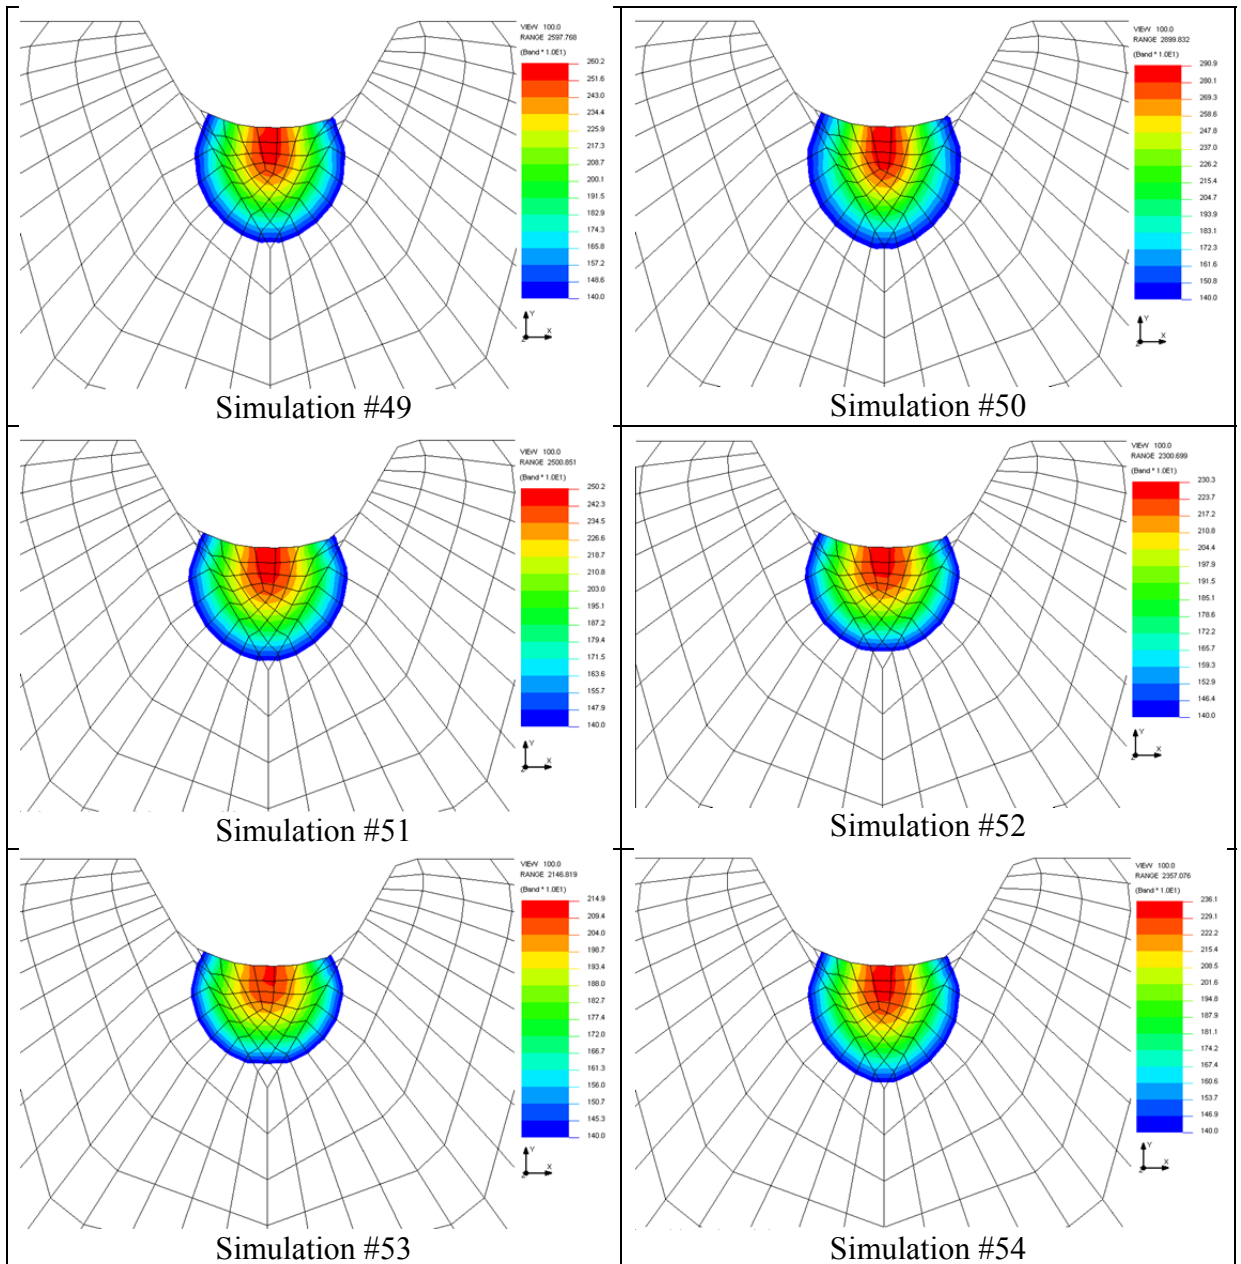 VIEW 100.0
RANGE 2597.768
(Band * 1.0E1)
260.2
251.6
243.0
234.4
225.9
217.3
208.7
200.1
191.5
182.9
174.3
165.8
157.2
148.6
140.0
Y
X
Z
Simulation #49
VIEW 100.0
RANGE 2899.832
(Band * 1.0E1)
290.9
280.1
269.3
258.6
247.8
237.0
226.2
215.4
204.7
193.9
183.1
172.3
161.6
150.8
140.0
Y
X
Z
Simulation #50
VIEW 100.0
RANGE 2500.851
(Band * 1.0E1)
250.2
242.3
234.5
226.6
218.7
210.8
203.0
195.1
187.2
179.4
171.5
163.6
155.7
147.9
140.0
Y
X
Z
Simulation #51
VIEW 100.0
RANGE 2300.699
(Band * 1.0E1)
230.3
223.7
217.2
210.8
204.4
197.9
191.5
185.1
178.6
172.2
165.7
159.3
152.9
146.4
140.0
Y
X
Z
Simulation #52
VIEW 100.0
RANGE 2146.819
(Band * 1.0E1)
214.9
209.4
204.0
198.7
193.4
188.0
182.7
177.4
172.0
166.7
161.3
156.0
150.7
145.3
140.0
Y
X
Z
Simulation #53
VIEW 100.0
RANGE 2357.076
(Band * 1.0E1)
236.1
229.1
222.2
215.4
208.5
201.6
194.8
187.9
181.1
174.2
167.4
160.6
153.7
146.9
140.0
Y
X
Z
Simulation #54